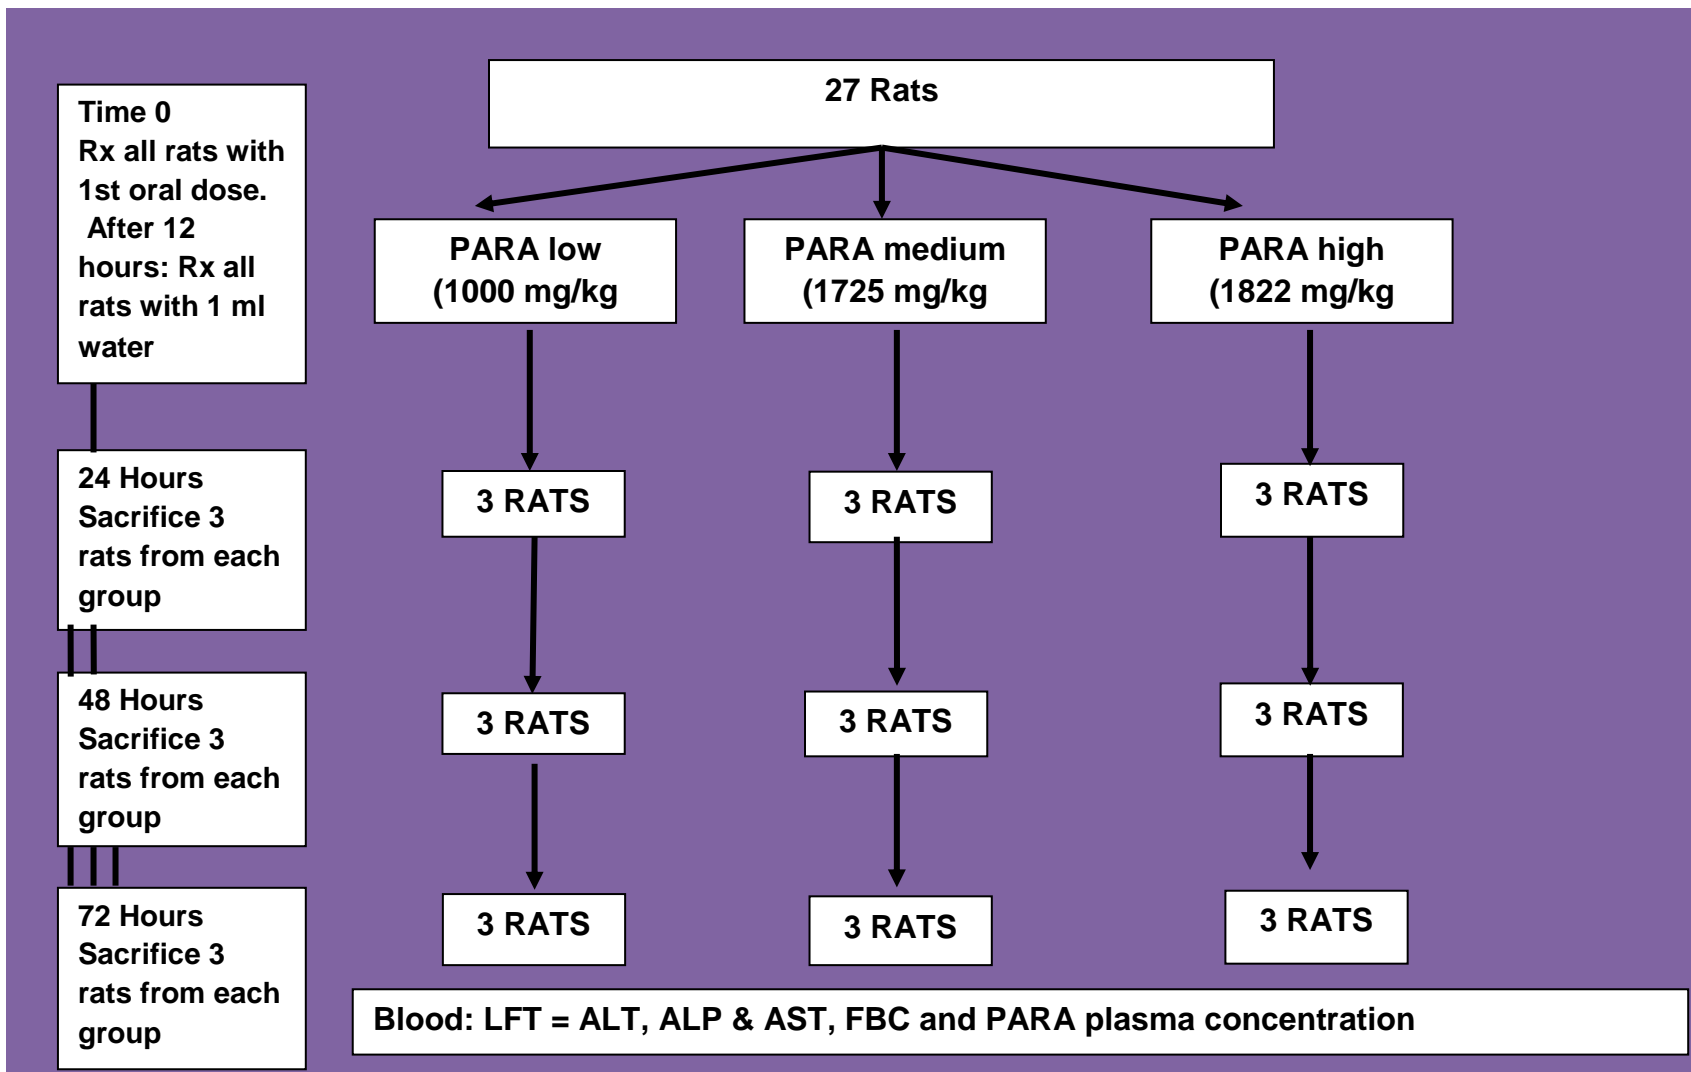 27 Rats
Time 0
Rx all rats with
1st oral dose.
After 12
hours: Rx all
rats with 1 ml
water
PARA low
(1000 mg/kg
PARA medium
(1725 mg/kg
PARA high
(1822 mg/kg
24 Hours
Sacrifice 3
rats from each
group
3 RATS
3 RATS
3 RATS
48 Hours
Sacrifice 3
rats from each
group
3 RATS
3 RATS
3 RATS
72 Hours
Sacrifice 3
rats from each
group
3 RATS
3 RATS
3 RATS
Blood: LFT = ALT, ALP & AST, FBC and PARA plasma concentration